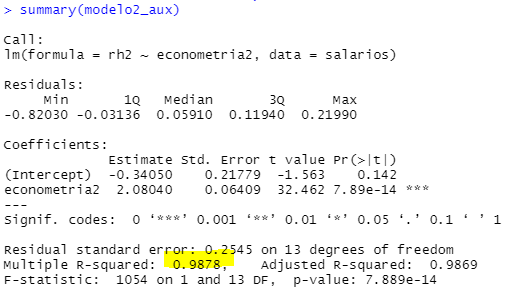 > summary(modelo2_aux)
Call:
lm(formula = rh2 ~ econometria2, data = salarios)
Residuals:
Min 1Q Median 3Q Max
-0.82030 -0.03136 0.05910 0.11940 0.21990
Coefficients:
Estimate Std. Error t value Pr(>|t|)
(Intercept) -0.34050 0.21779 -1.563 0.142
econometria2 2.08040 0.06409 32.462 7.89e-14 ***
---
Signif. codes: 0 ‘***’ 0.001 ‘**’ 0.01 ‘*’ 0.05 ‘.’ 0.1 ‘ ’ 1
Residual standard error: 0.2545 on 13 degrees of freedom
Multiple R-squared: 0.9878, Adjusted R-squared: 0.9869
F-statistic: 1054 on 1 and 13 DF, p-value: 7.889e-14